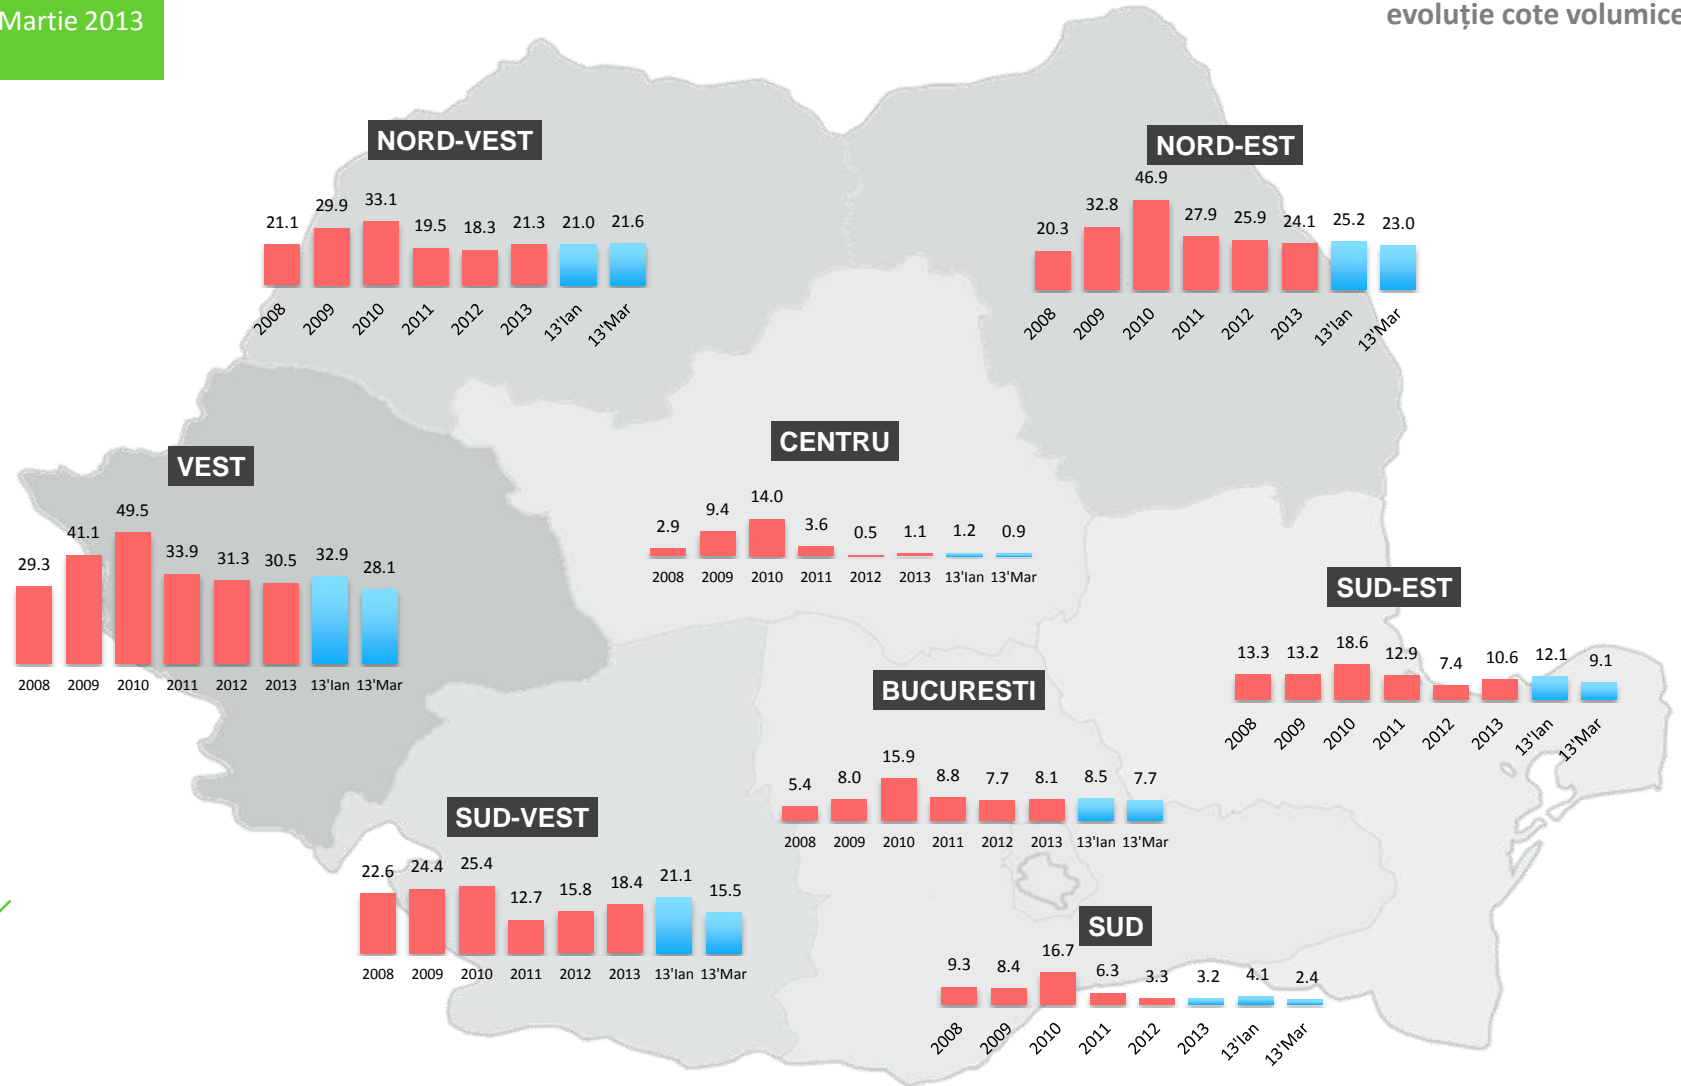 Martie 2013
evoluție cote volumice
NORD-VEST
21.1 29.9 33.1 19.5 18.3 21.3 21.0 21.6
2008 2009 2010 2011 2012 2013 13'Ian 13'Mar
NORD-EST
20.3 32.8 46.9 27.9 25.9 24.1 25.2 23.0
2008 2009 2010 2011 2012 2013 13'Ian 13'Mar
VEST
29.3 41.1 49.5 33.9 31.3 30.5 32.9 28.1
2008 2009 2010 2011 2012 2013 13'Ian 13'Mar
CENTRU
2.9 9.4 14.0 3.6 0.5 1.1 1.2 0.9
2008 2009 2010 2011 2012 2013 13'Ian 13'Mar
SUD-EST
13.3 13.2 18.6 12.9 7.4 10.6 12.1 9.1
2008 2009 2010 2011 2012 2013 13'Ian 13'Mar
BUCURESTI
5.4 8.0 15.9 8.8 7.7 8.1 8.5 7.7
2008 2009 2010 2011 2012 2013 13'Ian 13'Mar
SUD-VEST
22.6 24.4 25.4 12.7 15.8 18.4 21.1 15.5
2008 2009 2010 2011 2012 2013 13'Ian 13'Mar
SUD
9.3 8.4 16.7 6.3 3.3 3.2 4.1 2.4
2008 2009 2010 2011 2012 2013 13'Ian 13'Mar